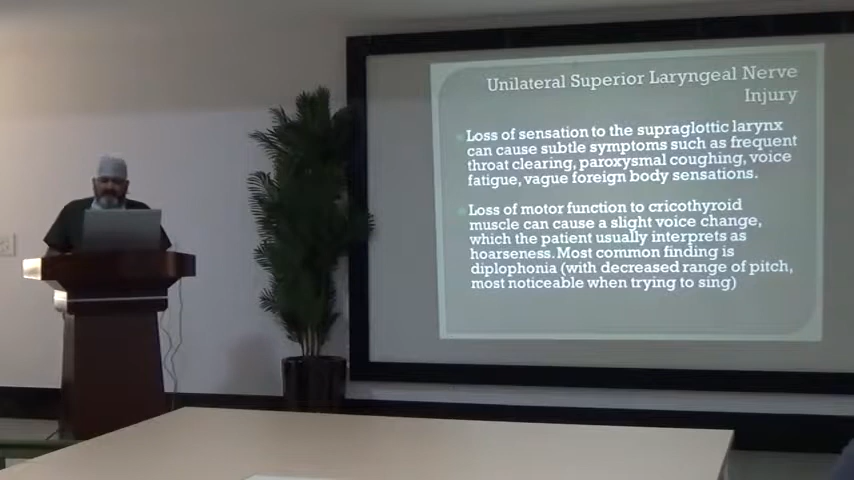 Unilateral Superior Laryngeal Nerve
Injury
Loss of sensation to the supraglottic larynx
can cause subtle symptoms such as frequent
throat clearing, paroxysmal coughing, voice
fatigue, vague foreign body sensations.
Loss of motor function to cricothyroid
muscle can cause a slight voice change,
which the patient usually interprets as
hoarseness. Most common finding is
diplophonia (with decreased range of pitch,
most noticeable when trying to sing)